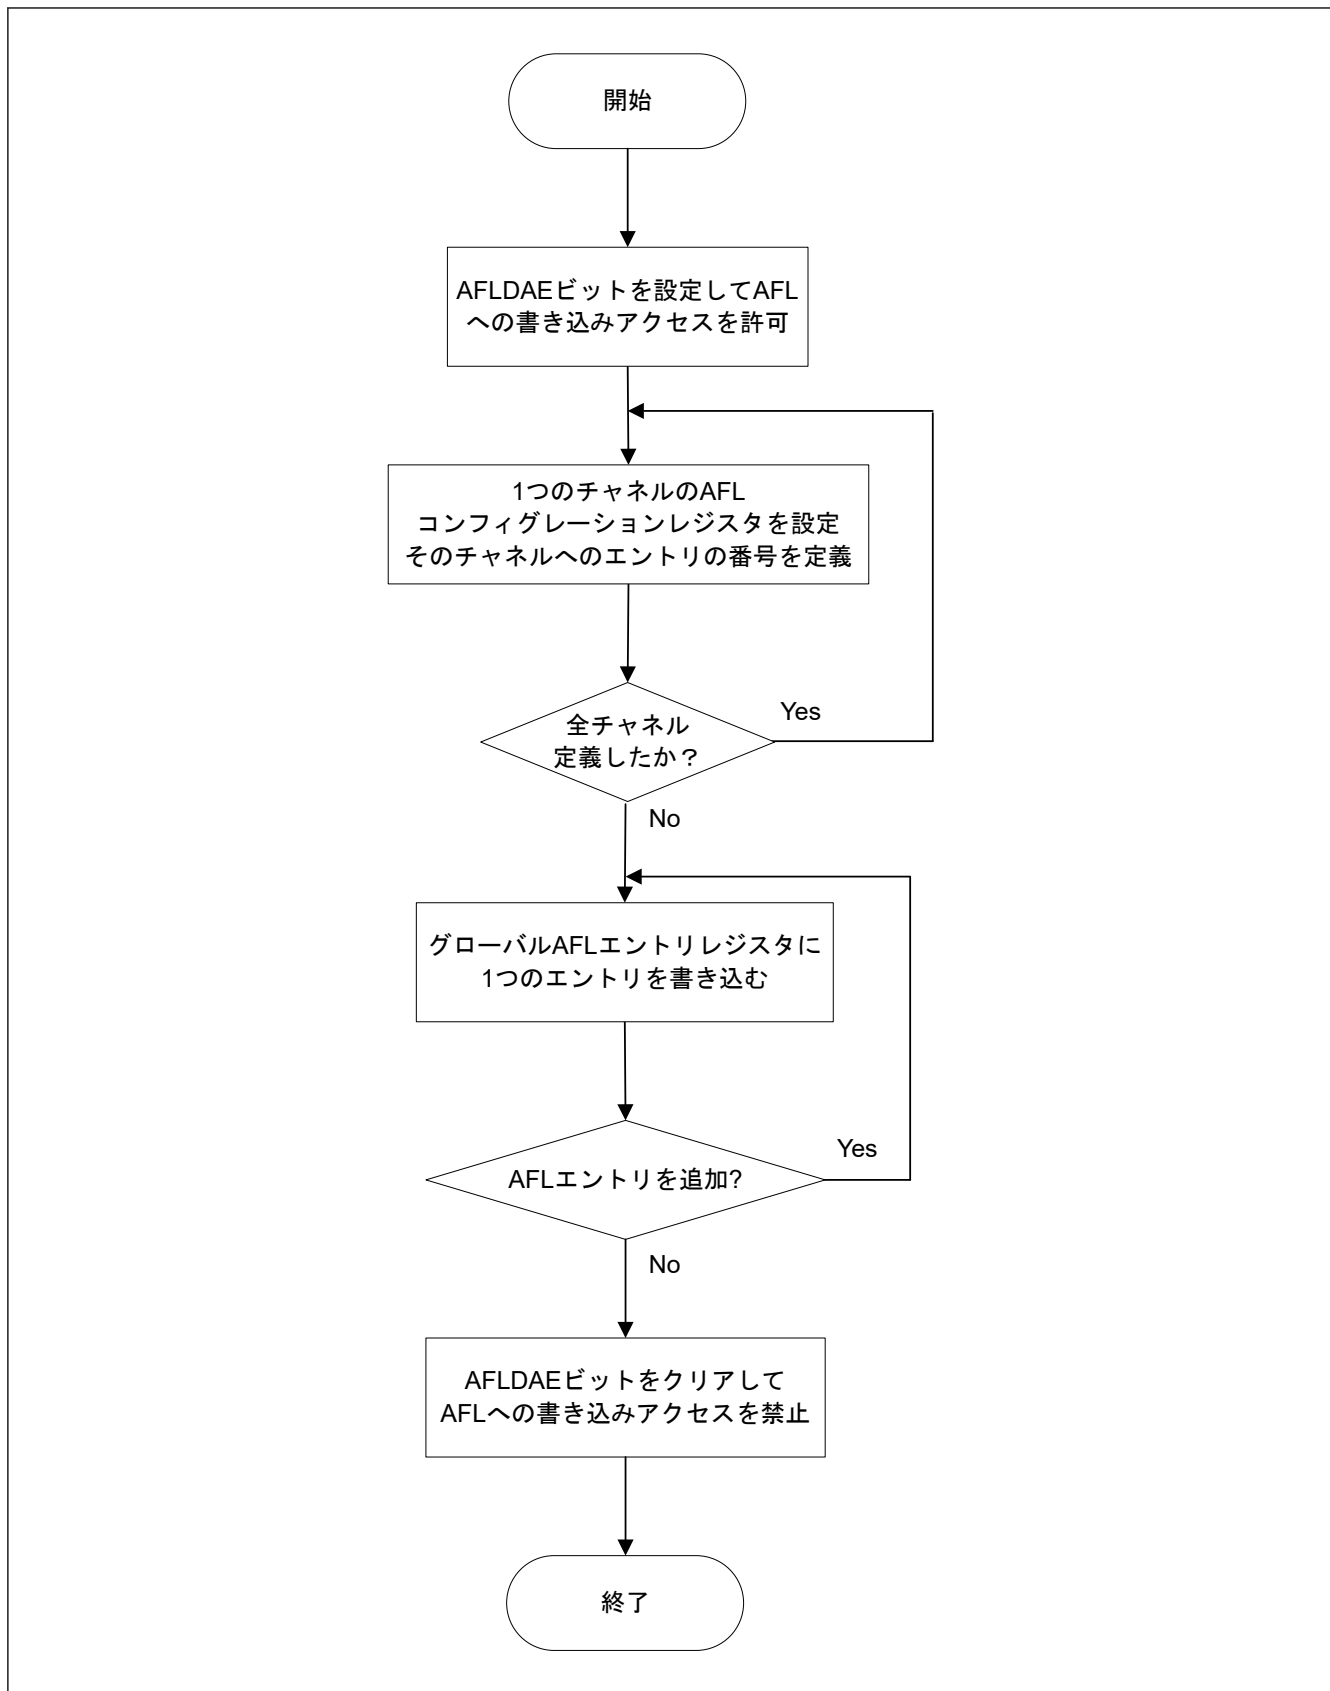 開始
AFLDAEビットを設定してAFL
への書き込みアクセスを許可
1つのチャネルのAFL
コンフィグレーションレジスタを設定
そのチャネルへのエントリの番号を定義
全チャネル
定義したか？
Yes
No
グローバルAFLエントリレジスタに
1つのエントリを書き込む
AFLエントリを追加?
Yes
No
AFLDAEビットをクリアして
AFLへの書き込みアクセスを禁止
終了